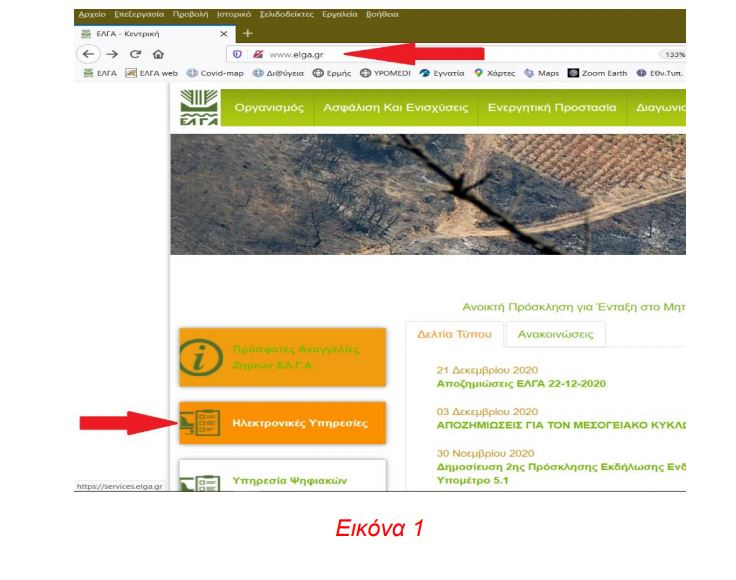 Αρχείο Επεξεργασία Προβολή Ιστορικό Σελιδοδείκτες Εργαλεία Βοήθεια
ΕΛΓΑ - Κεντρική × +
www.elga.gr 133%
ΕΛΓΑ ΕΛΓΑ web Covid-map Δι@ύγεια Ερμής YPOMEDI Εγνατία Χάρτες Maps Zoom Earth Εθν.Τυπ.
ΕΛΓΑ
Οργανισμός Ασφάλιση Και Ενισχύσεις Ενεργητική Προστασία Διαγωνισ
Ανοικτή Πρόσκληση για Ένταξη στο Μητ
Δελτία Τύπου Ανακοινώσεις
Πρόσφατες Αναγγελίες
Ζημιών ΕΛ.Γ.Α.
21 Δεκεμβρίου 2020
Αποζημιώσεις ΕΛΓΑ 22-12-2020
Ηλεκτρονικές Υπηρεσίες
03 Δεκεμβρίου 2020
ΑΠΟΖΗΜΙΩΣΕΙΣ ΓΙΑ ΤΟΝ ΜΕΣΟΓΕΙΑΚΟ ΚΥΚΛΩ
30 Νοεμβρίου 2020
Δημοσίευση 2ης Πρόσκλησης Εκδήλωσης Ενδ
Υπομέτρο 5.1
Υπηρεσία Ψηφιακών
https://services.elga.gr
Εικόνα 1